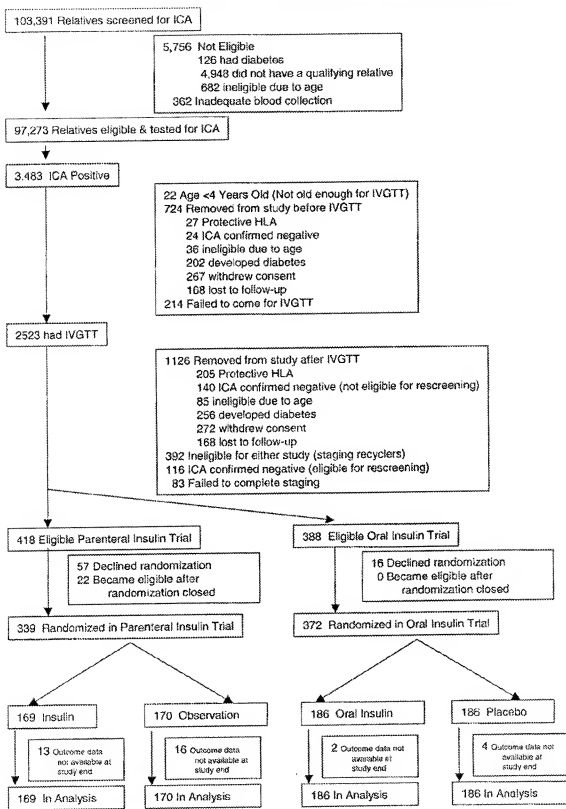 103,391 Relatives screened for ICA
5,756 Not Eligible
126 had diabetes
4,948 did not have a qualifying relative
682 ineligible due to age
362 Inadequate blood collection
97,273 Relatives eligible & tested for ICA
3.483 ICA Positive
22 Age <4 Years Old (Not old enough for IVGTT)
724 Removed from study before IVGTT
27 Protective HLA
24 ICA confirmed negative
36 ineligible due to age
202 developed diabetes
267 withdrew consent
168 lost to follow-up
214 Failed to come for IVGTT
2523 had IVGTT
1126 Removed from study after IVGTT
205 Protective HLA
140 ICA confirmed negative (not eligible for rescreening)
85 ineligible due to age
256 developed diabetes
272 withdrew consent
168 lost to follow-up
392 Ineligible for either study (staging recyclers)
116 ICA confirmed negative (eligible for rescreening)
83 Failed to complete staging
418 Eligible Parenteral Insulin Trial
57 Declined randomization
22 Became eligible after
randomization closed
339 Randomized in Parenteral Insulin Trial
388 Eligible Oral Insulin Trial
16 Declined randomization
0 Became eligible after
randomization closed
372 Randomized in Oral Insulin Trial
169 Insulin
13 Outcome data
not available at
study end
169 In Analysis
170 Observation
16 Outcome data
not available at
study end
170 In Analysis
186 Oral Insulin
2 Outcome data not
available at
study end
186 In Analysis
186 Placebo
4 Outcome data not
available at
study end
186 In Analysis